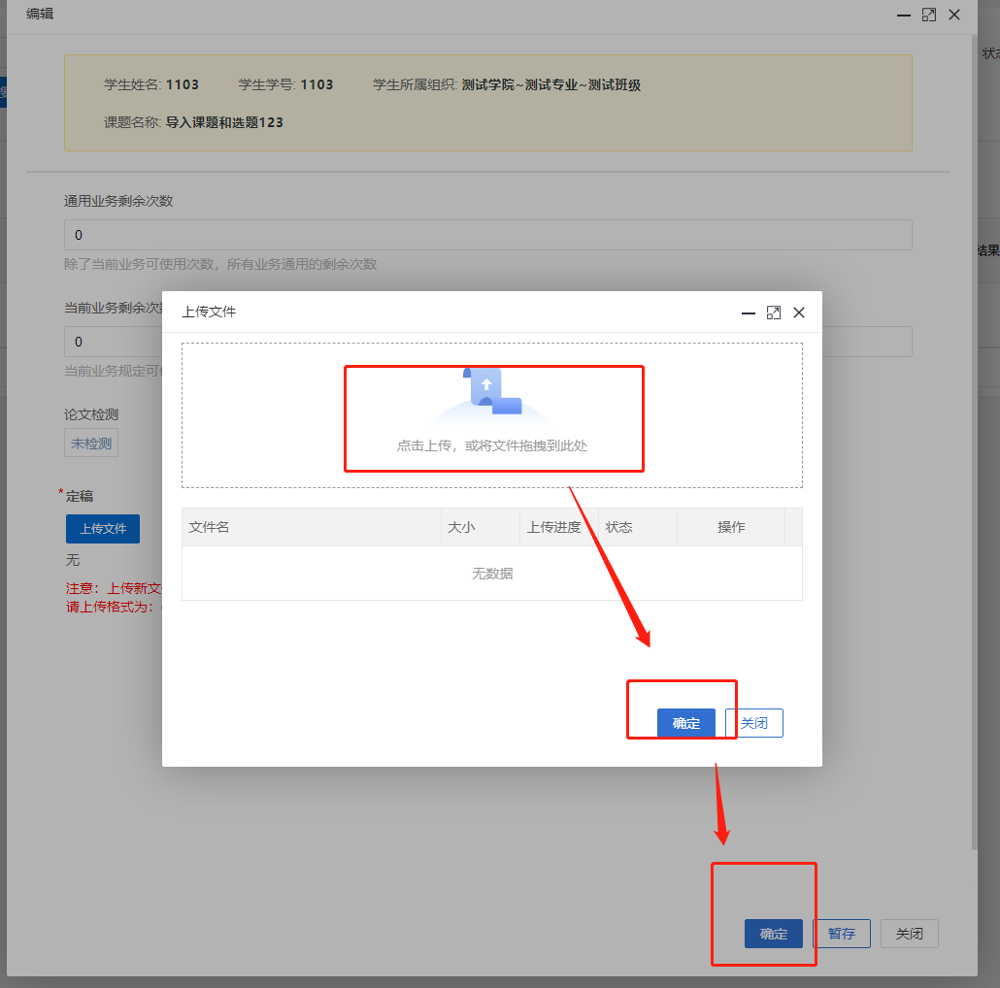 编辑
状态
学生姓名: 1103 学生学号: 1103 学生所属组织: 测试学院~测试专业~测试班级
课题名称: 导入课题和选题123
通用业务剩余次数
0
除了当前业务可使用次数，所有业务通用的剩余次数
结果
当前业务剩余次数
0
当前业务规定可
论文检测
未检测
*定稿
上传文件
无
注意：上传新文
请上传格式为：
上传文件
点击上传，或将文件拖拽到此处
文件名 大小 上传进度 状态 操作
无数据
确定 关闭
确定 暂存 关闭